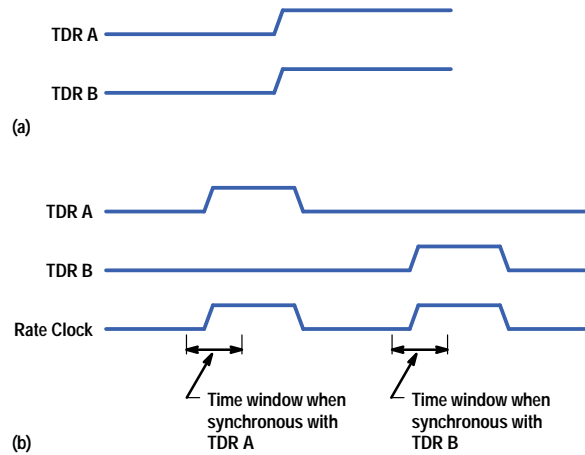 TDR A
TDR B
(a)
TDR A
TDR B
Rate Clock
Time window when
synchronous with
TDR A
Time window when
synchronous with
TDR B
(b)